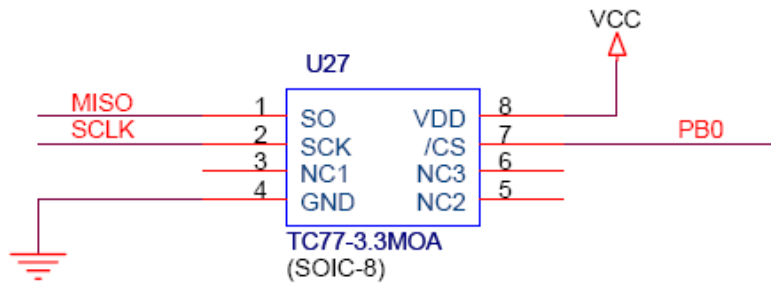 VCC
U27
MISO 1 SO VDD 8
SCLK 2 SCK /CS 7 PB0
3 NC1 NC3 6
4 GND NC2 5
TC77-3.3MOA
(SOIC-8)